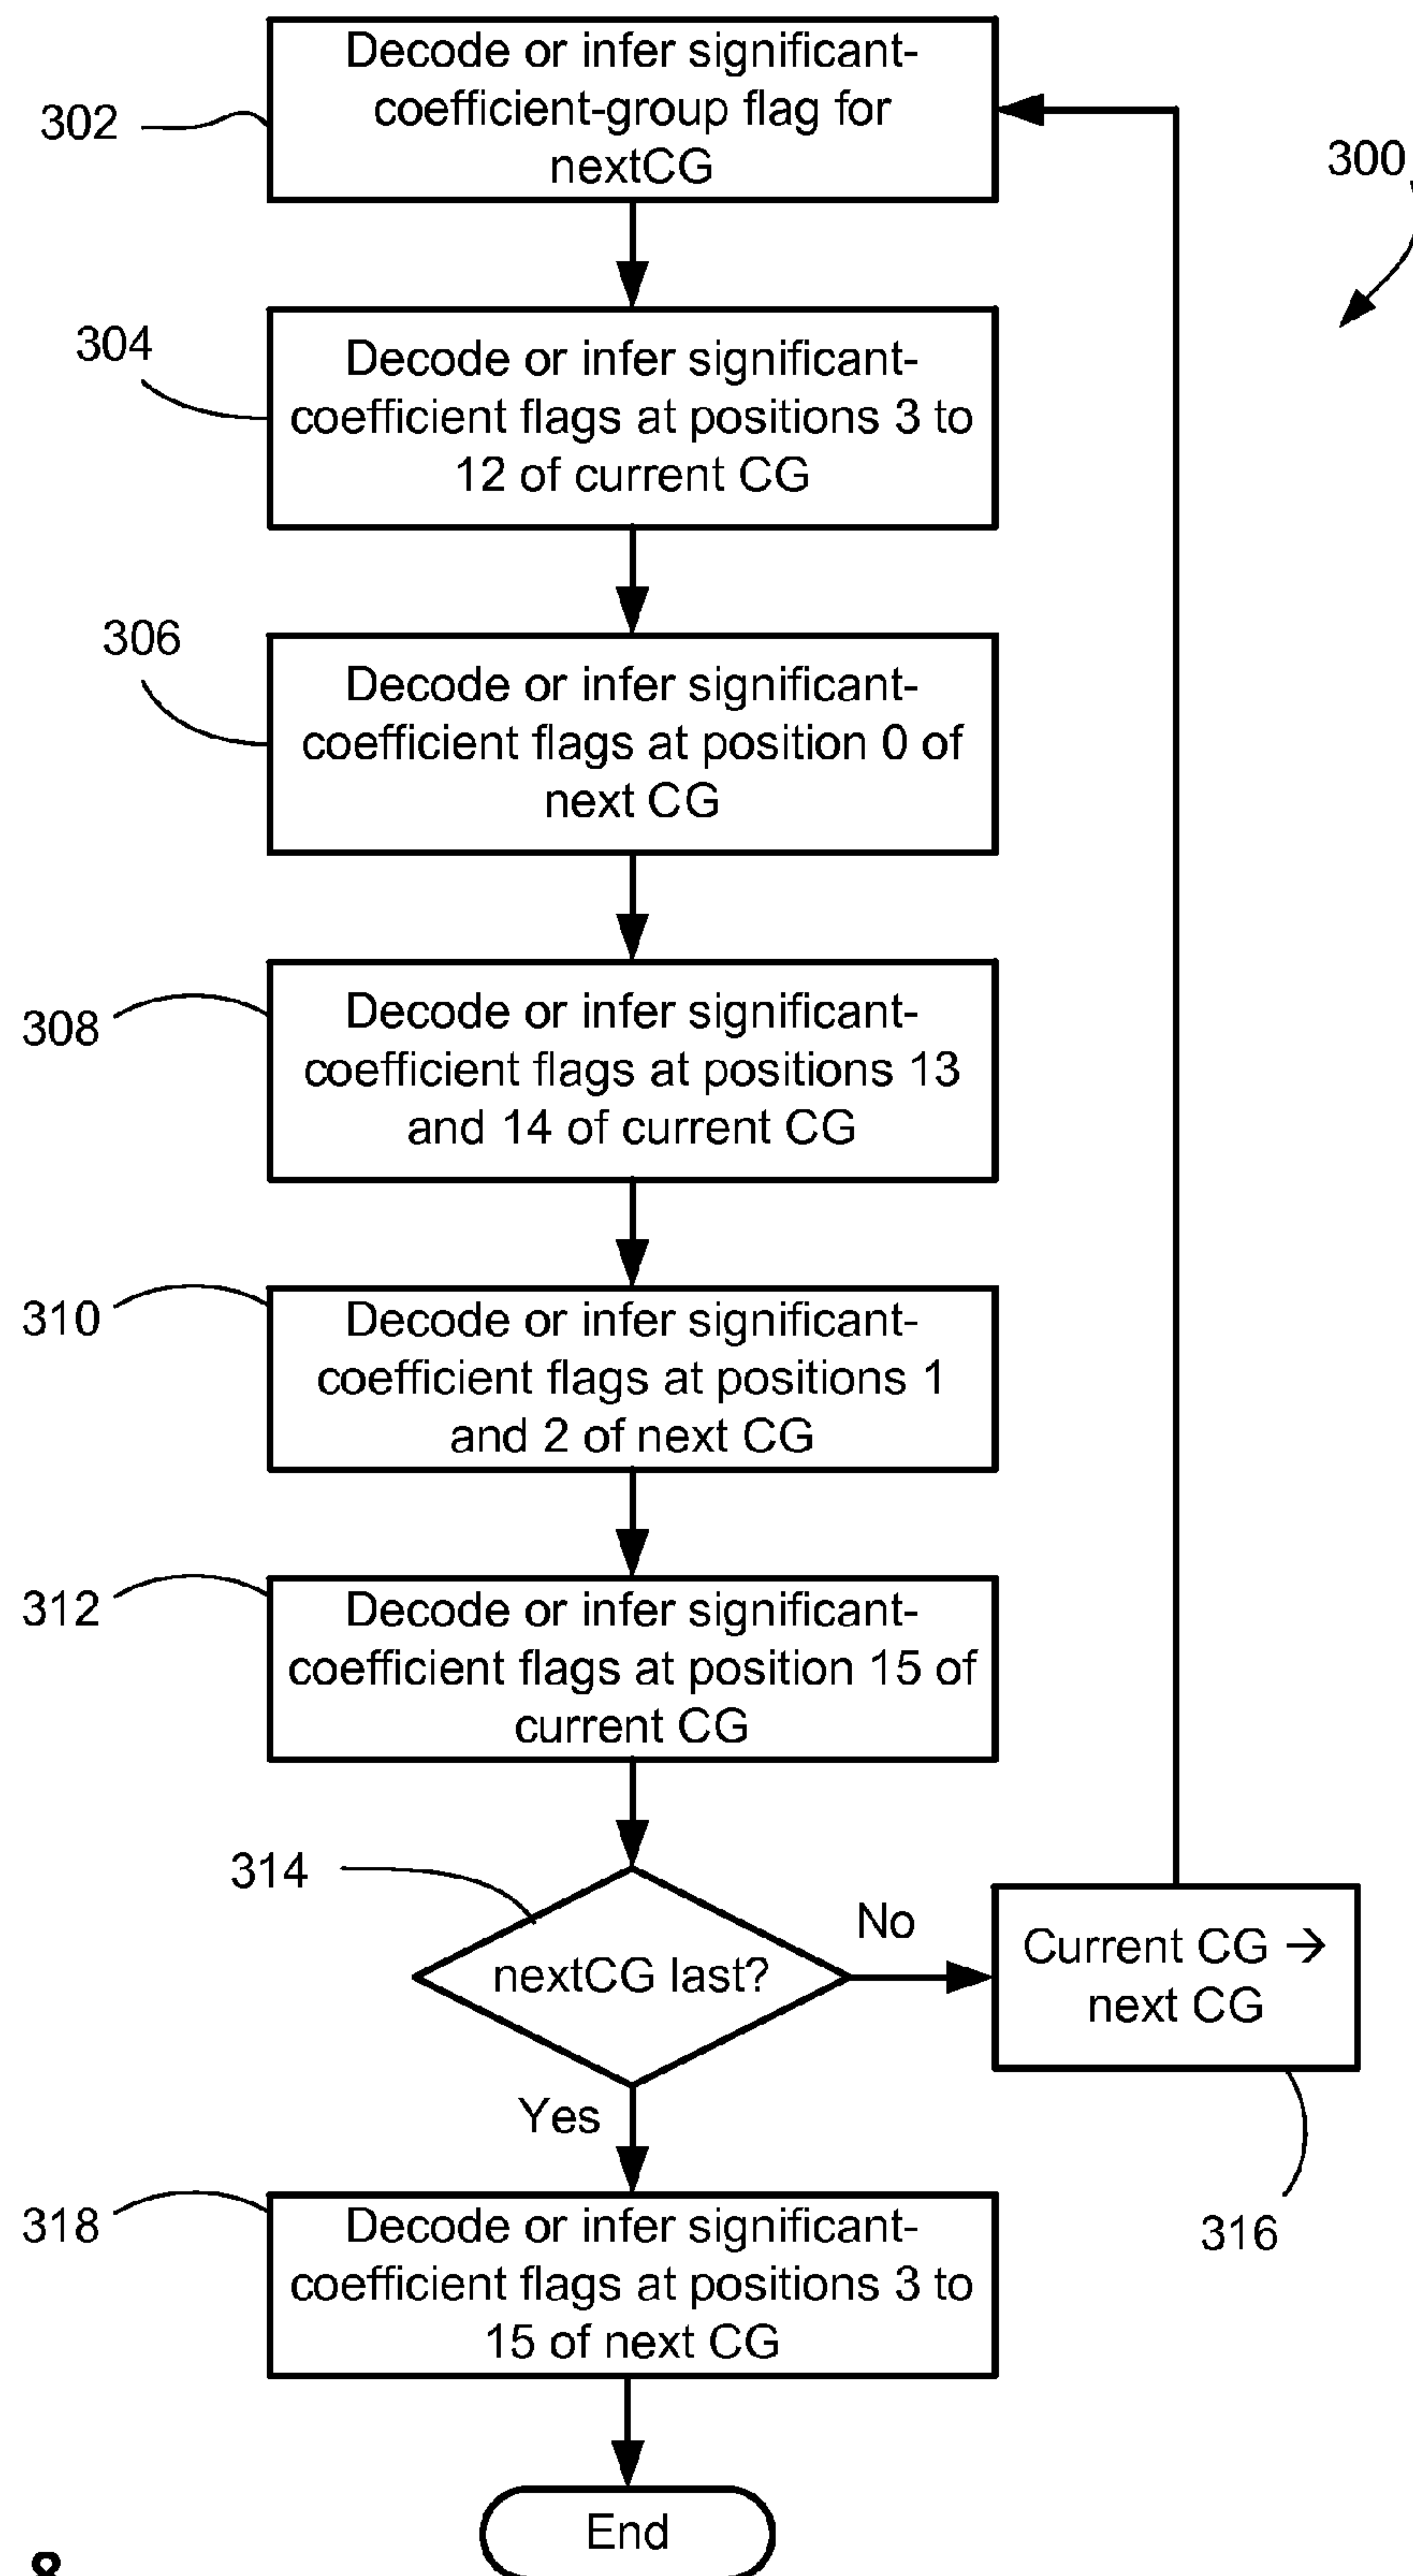 Decode or infer significant-
coefficient-group flag for
nextCG
302
300
304
Decode or infer significant-
coefficient flags at positions 3 to
12 of current CG
306
Decode or infer significant-
coefficient flags at position 0 of
next CG
308
Decode or infer significant-
coefficient flags at positions 13
and 14 of current CG
310
Decode or infer significant-
coefficient flags at positions 1
and 2 of next CG
312
Decode or infer significant-
coefficient flags at position 15 of
current CG
314
nextCG last?
No
Current CG →
next CG
316
Yes
318
Decode or infer significant-
coefficient flags at positions 3 to
15 of next CG
End
8